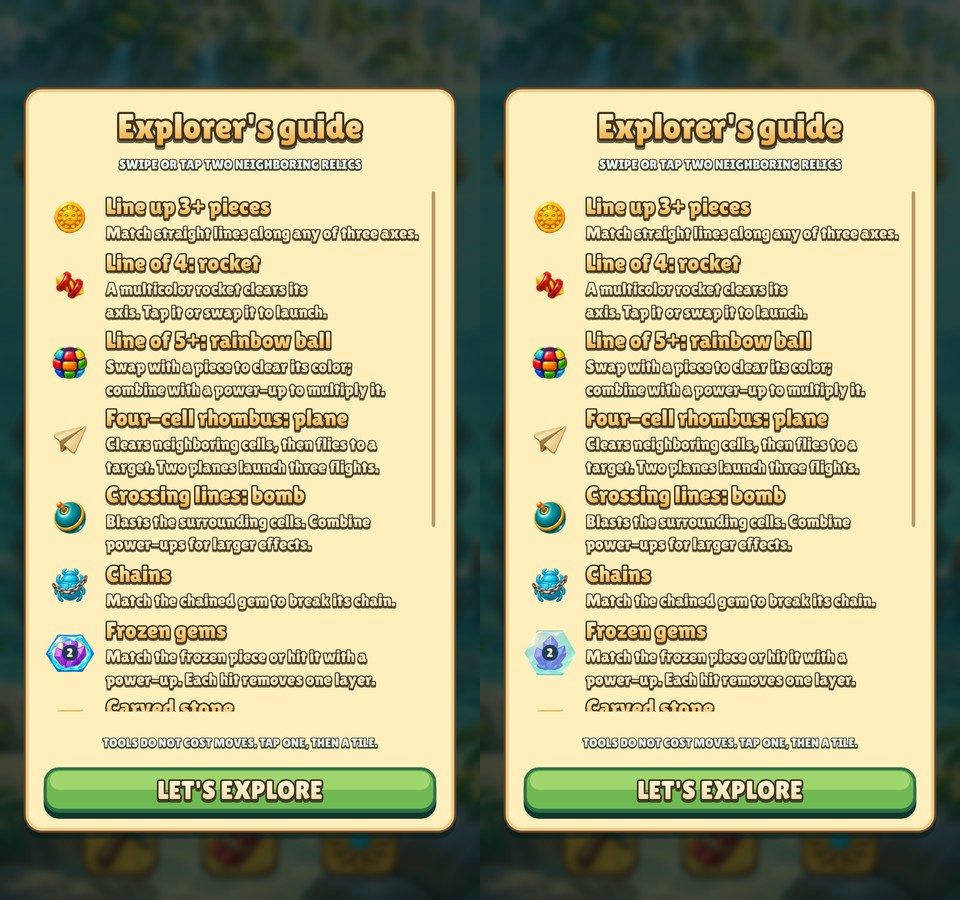 Explorer's guide
SWIPE OR TAP TWO NEIGHBORING RELICS
Line up 3+ pieces
Match straight lines along any of three axes.
Line of 4: rocket
A multicolor rocket clears its
axis. Tap it or swap it to launch.
Line of 5+: rainbow ball
Swap with a piece to clear its color;
combine with a power-up to multiply it.
Four-cell rhombus: plane
Clears neighboring cells, then flies to a
target. Two planes launch three flights.
Crossing lines: bomb
Blasts the surrounding cells. Combine
power-ups for larger effects.
Chains
Match the chained gem to break its chain.
Frozen gems
2
Match the frozen piece or hit it with a
power-up. Each hit removes one layer.
Carved stone
TOOLS DO NOT COST MOVES. TAP ONE, THEN A TILE.
LET'S EXPLORE
Explorer's guide
SWIPE OR TAP TWO NEIGHBORING RELICS
Line up 3+ pieces
Match straight lines along any of three axes.
Line of 4: rocket
A multicolor rocket clears its
axis. Tap it or swap it to launch.
Line of 5+: rainbow ball
Swap with a piece to clear its color;
combine with a power-up to multiply it.
Four-cell rhombus: plane
Clears neighboring cells, then flies to a
target. Two planes launch three flights.
Crossing lines: bomb
Blasts the surrounding cells. Combine
power-ups for larger effects.
Chains
Match the chained gem to break its chain.
Frozen gems
2
Match the frozen piece or hit it with a
power-up. Each hit removes one layer.
Carved stone
TOOLS DO NOT COST MOVES. TAP ONE, THEN A TILE.
LET'S EXPLORE